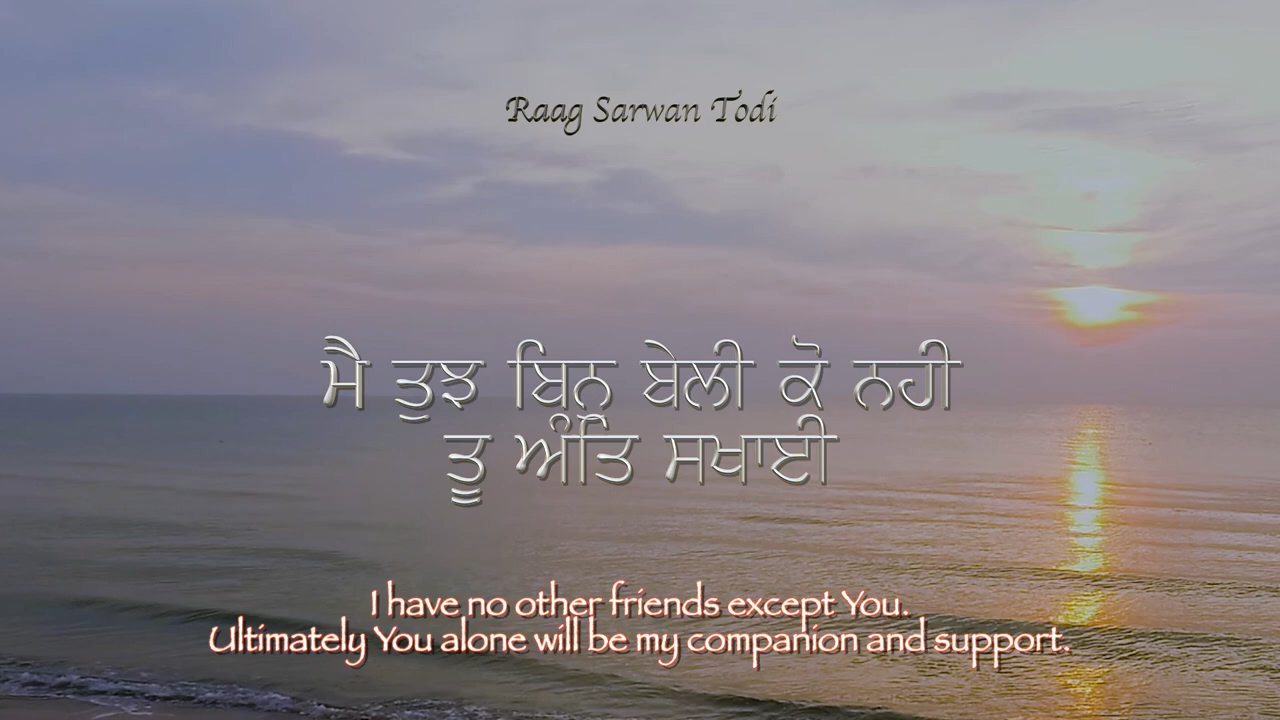 Raag Sarwan Todi
ਮੈ ਤੁਝ ਬਿਨੁ ਬੇਲੀ ਕੋ ਨਹੀ
ਤੂ ਅੰਤਿ ਸਖਾਈ
I have no other friends except You.
Ultimately You alone will be my companion and support.